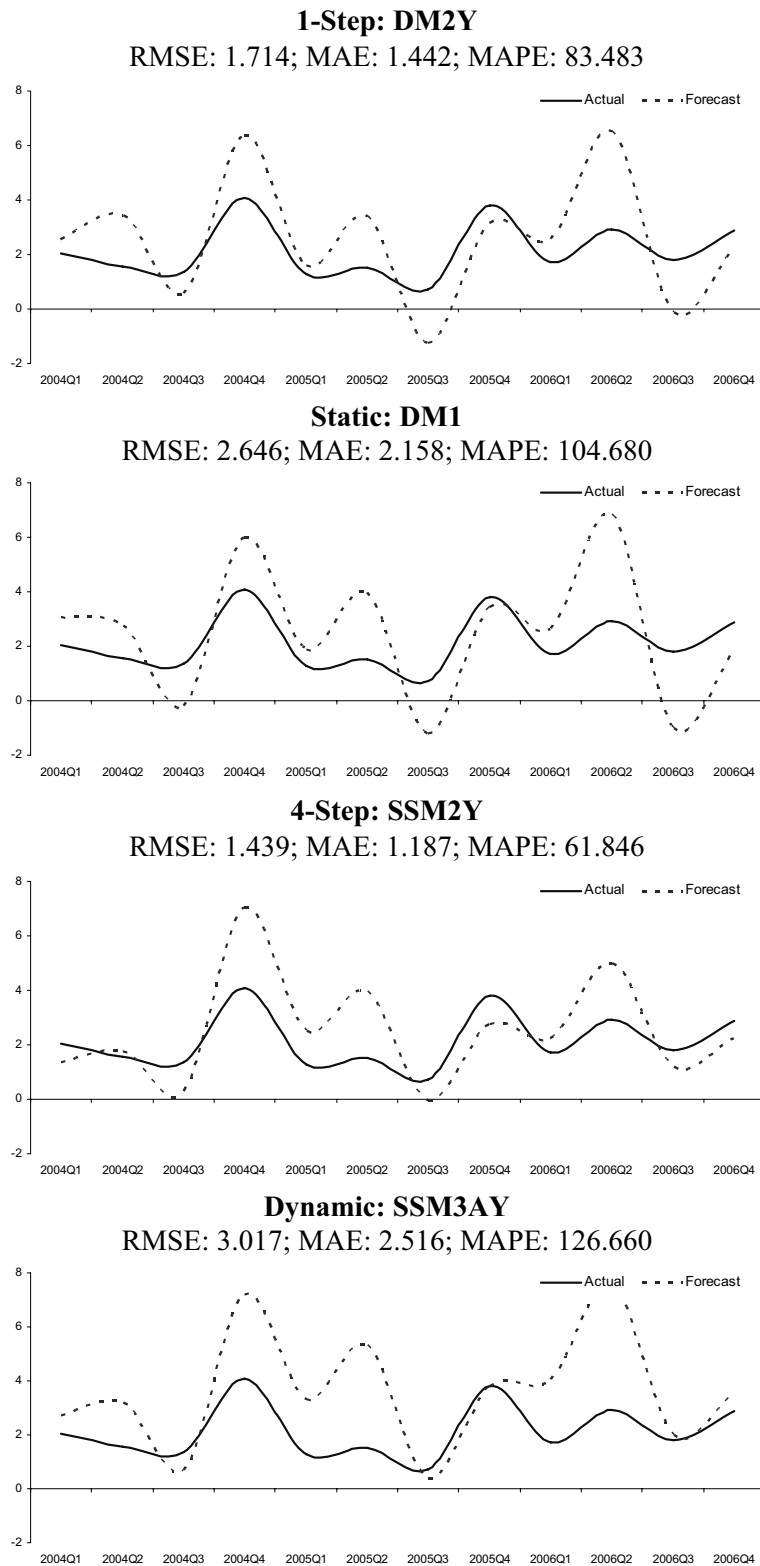 1-Step: DM2Y
RMSE: 1.714; MAE: 1.442; MAPE: 83.483
8
Actual Forecast
6
4
2
0
-2
2004Q1 2004Q2 2004Q3 2004Q4 2005Q1 2005Q2 2005Q3 2005Q4 2006Q1 2006Q2 2006Q3 2006Q4
Static: DM1
RMSE: 2.646; MAE: 2.158; MAPE: 104.680
8
Actual Forecast
6
4
2
0
-2
2004Q1 2004Q2 2004Q3 2004Q4 2005Q1 2005Q2 2005Q3 2005Q4 2006Q1 2006Q2 2006Q3 2006Q4
4-Step: SSM2Y
RMSE: 1.439; MAE: 1.187; MAPE: 61.846
8
Actual Forecast
6
4
2
0
-2
2004Q1 2004Q2 2004Q3 2004Q4 2005Q1 2005Q2 2005Q3 2005Q4 2006Q1 2006Q2 2006Q3 2006Q4
Dynamic: SSM3AY
RMSE: 3.017; MAE: 2.516; MAPE: 126.660
8
Actual Forecast
6
4
2
0
-2
2004Q1 2004Q2 2004Q3 2004Q4 2005Q1 2005Q2 2005Q3 2005Q4 2006Q1 2006Q2 2006Q3 2006Q4